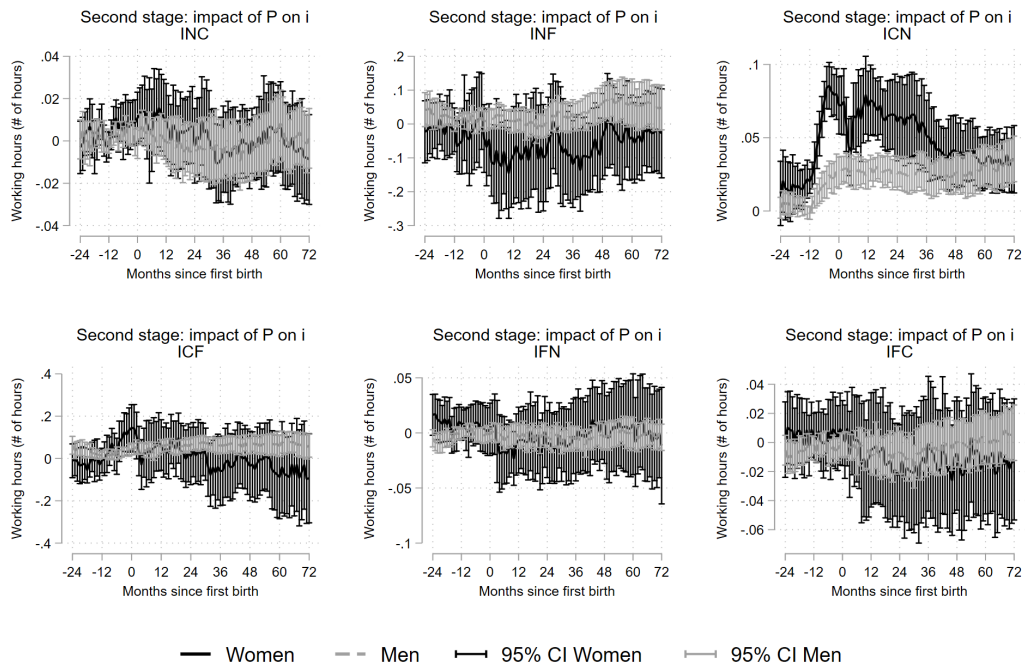 Second stage: impact of P on i
INC
Working hours (# of hours)
.04
.02
0
-.02
-.04
-24 -12 0 12 24 36 48 60 72
Months since first birth
Second stage: impact of P on i
INF
Working hours (# of hours)
.2
.1
0
-.1
-.2
-.3
-24 -12 0 12 24 36 48 60 72
Months since first birth
Second stage: impact of P on i
ICN
Working hours (# of hours)
.1
.05
0
-24 -12 0 12 24 36 48 60 72
Months since first birth
Second stage: impact of P on i
ICF
Working hours (# of hours)
.4
.2
0
-.2
-.4
-24 -12 0 12 24 36 48 60 72
Months since first birth
Second stage: impact of P on i
IFN
Working hours (# of hours)
.05
0
-.05
-.1
-24 -12 0 12 24 36 48 60 72
Months since first birth
Second stage: impact of P on i
IFC
Working hours (# of hours)
.04
.02
0
-.02
-.04
-.06
-24 -12 0 12 24 36 48 60 72
Months since first birth
Women Men 95% CI Women 95% CI Men